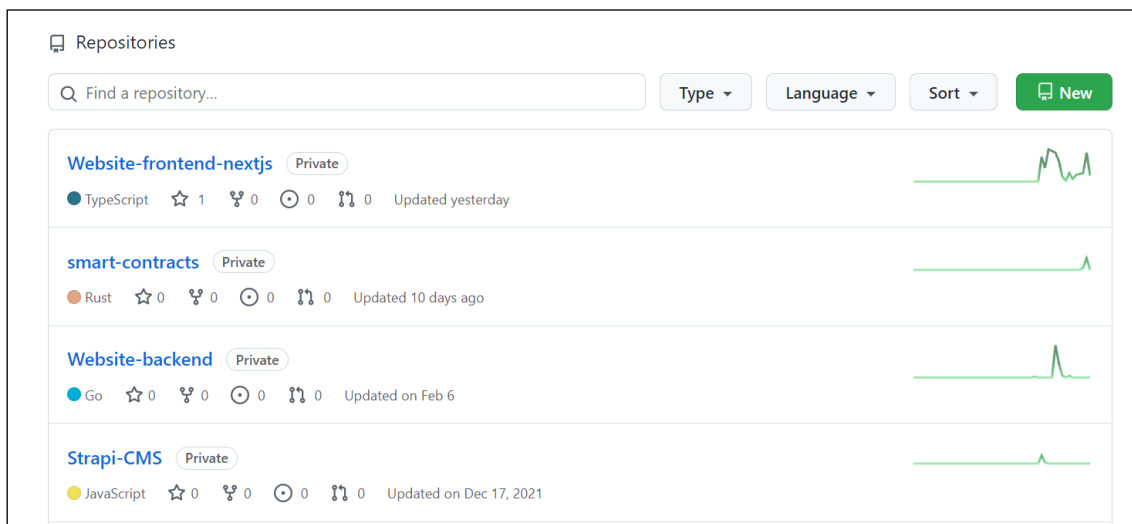 Repositories
Find a repository... Type Language Sort New
Website-frontend-nextjs Private
TypeScript 1 0 0 0 Updated yesterday
smart-contracts Private
Rust 0 0 0 0 Updated 10 days ago
Website-backend Private
Go 0 0 0 0 Updated on Feb 6
Strapi-CMS Private
JavaScript 0 0 0 0 Updated on Dec 17, 2021